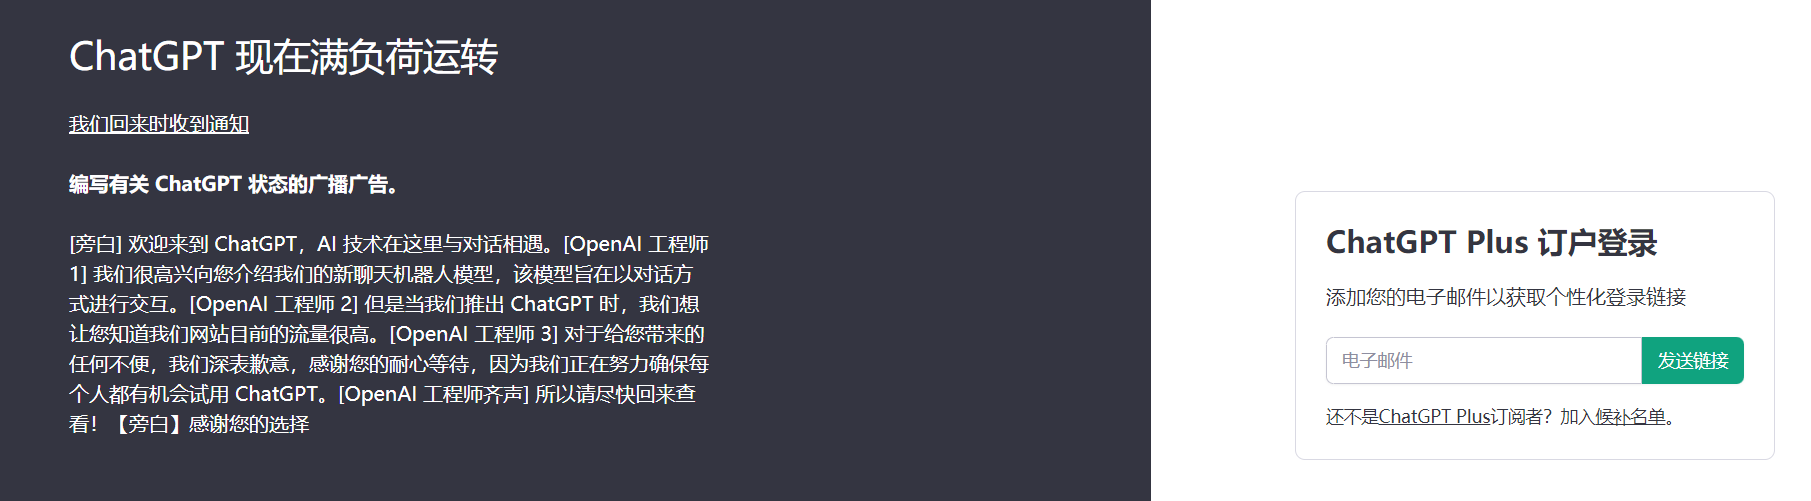 ChatGPT 现在满负荷运转
我们回来时收到通知
编写有关 ChatGPT 状态的广播广告。
[旁白] 欢迎来到 ChatGPT，AI 技术在这里与对话相遇。[OpenAI 工程师
1] 我们很高兴向您介绍我们的新聊天机器人模型，该模型旨在以对话方
式进行交互。[OpenAI 工程师 2] 但是当我们推出 ChatGPT 时，我们想
让您知道我们网站目前的流量很高。[OpenAI 工程师 3] 对于给您带来的
任何不便，我们深表歉意，感谢您的耐心等待，因为我们正在努力确保每
个人都有机会试用 ChatGPT。[OpenAI 工程师齐声] 所以请尽快回来查
看！【旁白】感谢您的选择
ChatGPT Plus 订户登录
添加您的电子邮件以获取个性化登录链接
电子邮件
发送链接
还不是ChatGPT Plus订阅者？加入候补名单。